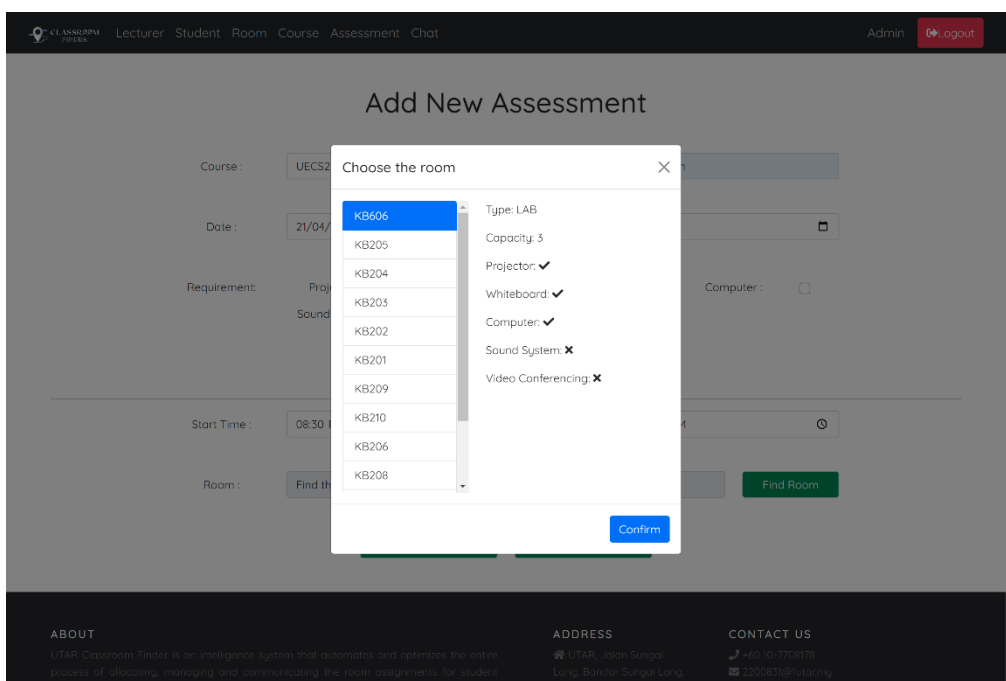 CLASSROOM FINDER Lecturer Student Room Course Assessment Chat Admin Logout
Add New Assessment
Course : UECS2
Choose the room
KB606
KB205
KB204
KB203
KB202
KB201
KB209
KB210
KB206
KB208
Type: LAB
Capacity: 3
Projector:
Whiteboard:
Computer:
Sound System:
Video Conferencing:
Confirm
Date : 21/04/
Requirement: Proj Computer :
Sound
Start Time : 08:30
Room : Find th Find Room
ABOUT
UTAR Classroom Finder is an intelligence system that automates and optimizes the entire
process of allocating, managing and communicating the room assignments for student
ADDRESS
UTAR, Jalan Sungai
Long, Bandar Sungai Long,
CONTACT US
+60 10-7708178
2200831@1utar.my